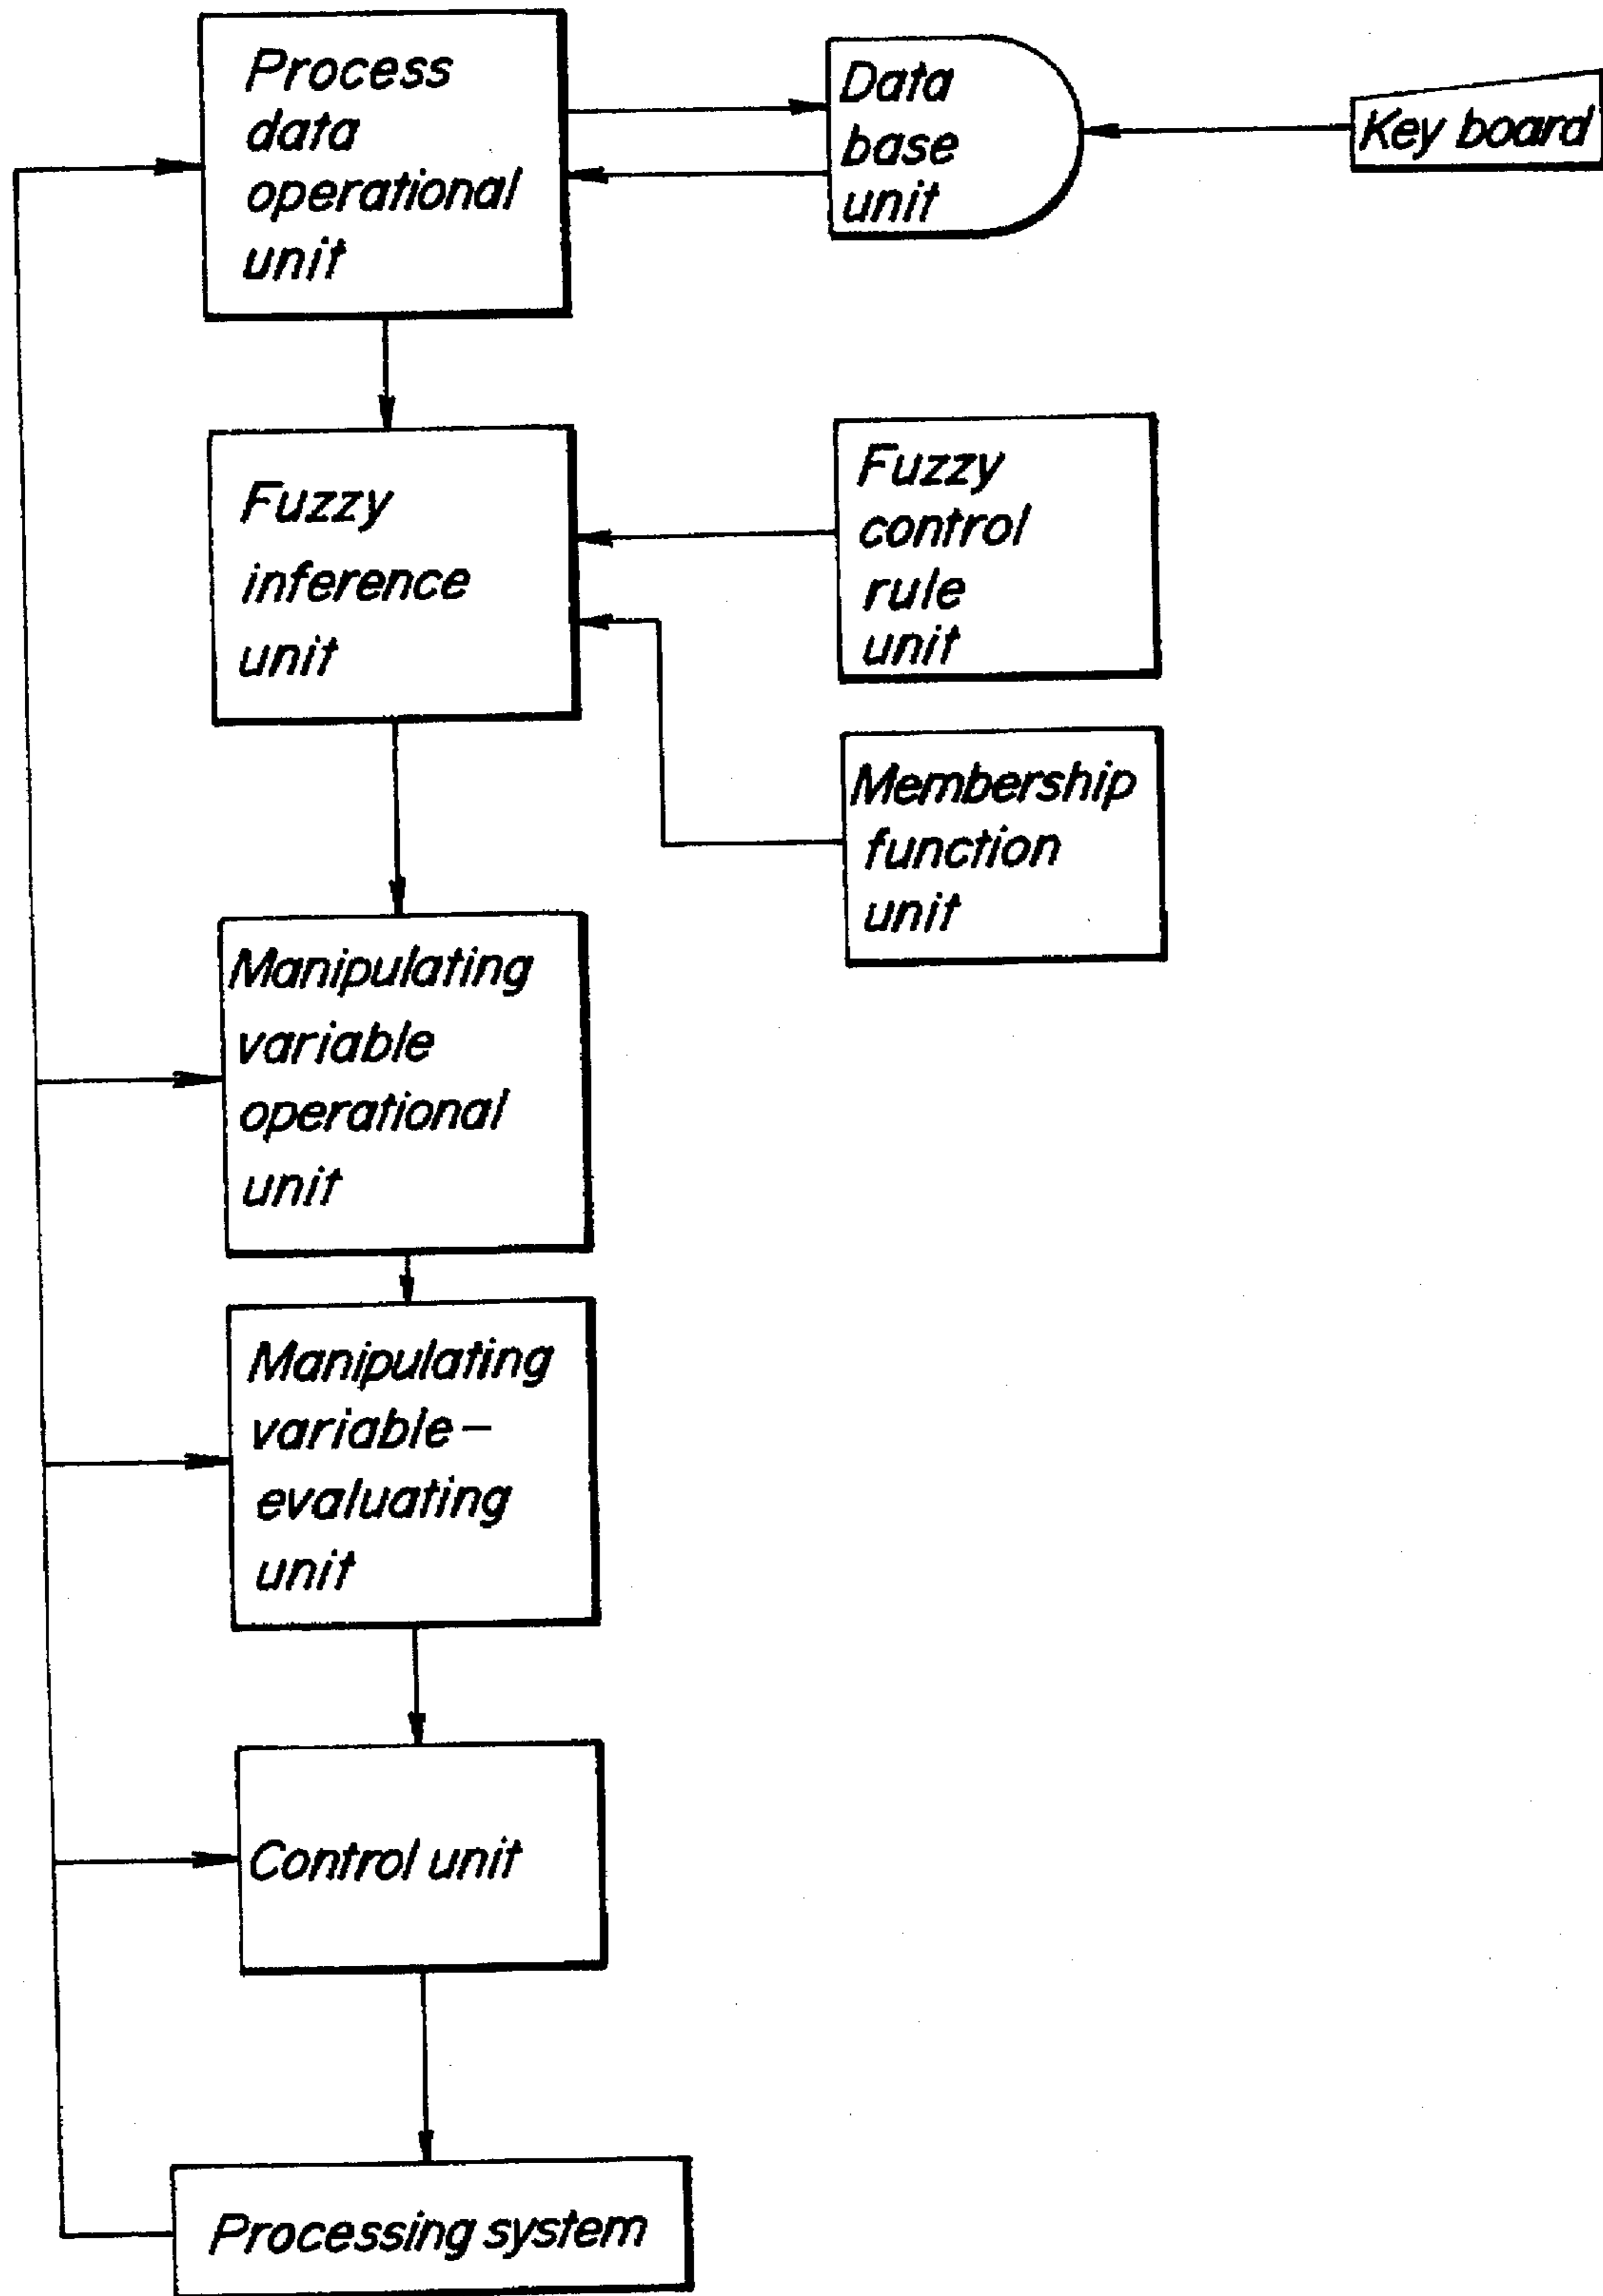 Process
data
operational
unit
Data
base
unit
Key board
Fuzzy
inference
unit
Fuzzy
control
rule
unit
Membership
function
unit
Manipulating
variable
operational
unit
Manipulating
variable-
evaluating
unit
Control unit
Processing system